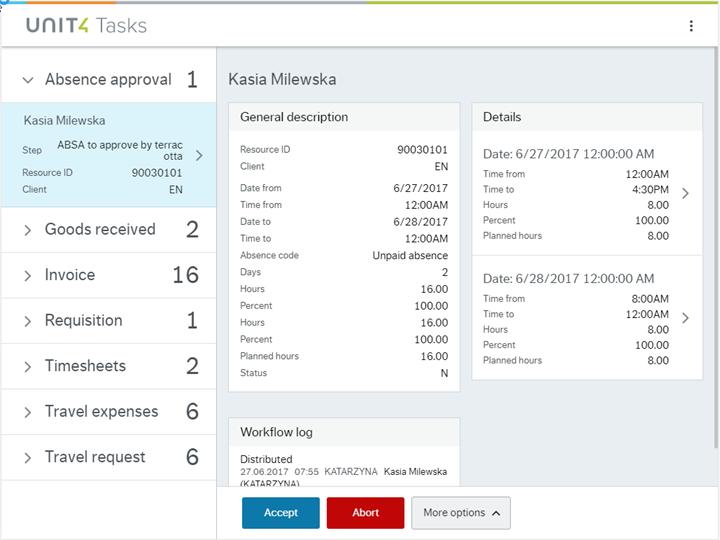 UNIT4 Tasks
Absence approval 1
Kasia Milewska
Step ABSA to approve by terrac
otta
Resource ID 90030101
Client EN
Goods received 2
Invoice 16
Requisition 1
Timesheets 2
Travel expenses 6
Travel request 6
Kasia Milewska
General description
Resource ID 90030101
Client EN
Date from 6/27/2017
Time from 12:00AM
Date to 6/28/2017
Time to 12:00AM
Absence code Unpaid absence
Days 2
Hours 16.00
Percent 100.00
Hours 16.00
Percent 100.00
Planned hours 16.00
Status N
Details
Date: 6/27/2017 12:00:00 AM
Time from 12:00AM
Time to 4:30PM
Hours 8.00
Percent 100.00
Planned hours 8.00
Date: 6/28/2017 12:00:00 AM
Time from 8:00AM
Time to 12:00AM
Hours 8.00
Percent 100.00
Planned hours 8.00
Workflow log
Distributed
27.06.2017 07:55 KATARZYNA Kasia Milewska
(KATARZYNA)
Accept
Abort
More options